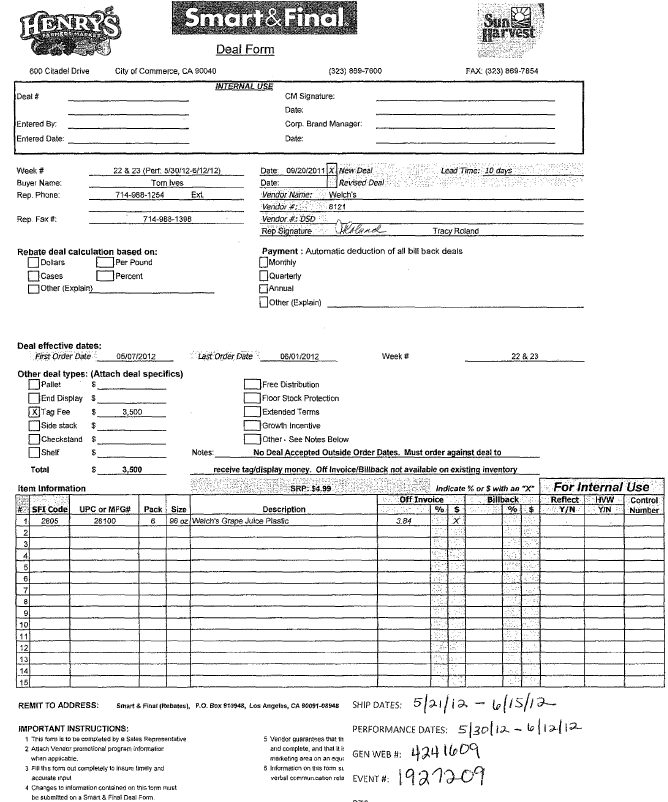 HENRY'S
FARMERS MARKET
Smart & Final
Sun Harvest
Deal Form
600 Citadel Drive City of Commerce, CA 90040 (323) 869-7600 FAX: (323) 869-7854
INTERNAL USE
Deal # CM Signature:
Date:
Entered By: Corp. Brand Manager:
Entered Date: Date:
Week # 22 & 23 (Perf: 5/30/12-6/12/12) Date: 09/20/2011 X New Deal Lead Time: 10 days
Buyer Name: Tom Ives Date: Revised Deal
Rep. Phone: 714-988-1254 Ext. Vendor Name: Welch's
Vendor #: 8121
Rep. Fax #: 714-988-1398 Vendor #: DSD
Rep Signature Tracy Roland
Rebate deal calculation based on: Payment : Automatic deduction of all bill back deals
Dollars Per Pound Monthly
Cases Percent Quarterly
Other (Explain) Annual
Other (Explain)
Deal effective dates:
First Order Date 05/07/2012 Last Order Date 06/01/2012 Week # 22 & 23
Other deal types: (Attach deal specifics)
Pallet $ Free Distribution
End Display $ Floor Stock Protection
X Tag Fee $ 3,500 Extended Terms
Side stack $ Growth Incentive
Checkstand $ Other - See Notes Below
Shelf $ Notes: No Deal Accepted Outside Order Dates. Must order against deal to
Total $ 3,500 receive tag/display money. Off Invoice/Billback not available on existing inventory
Item Information SRP: $4.99 Indicate % or $ with an "X" For Internal Use
Off Invoice Billback Reflect HVW Control
# SFI Code UPC or MFG# Pack Size Description % $ % $ Y/N Y/N Number
1 2805 26100 6 96 oz Welch's Grape Juice Plastic 3.84 X
2
3
4
5
6
7
8
9
10
11
12
13
14
15
REMIT TO ADDRESS: Smart & Final (Rebates), P.O. Box 910948, Los Angeles, CA 90091-08948
SHIP DATES: 5/21/12 - 6/15/12
PERFORMANCE DATES: 5/30/12 - 6/12/12
GEN WEB #: 4241609
EVENT #: 1927209
IMPORTANT INSTRUCTIONS:
1 This form is to be completed by a Sales Representative
2 Attach Vendor promotional program information
when applicable.
3 Fill this form out completely to insure timely and
accurate input
4 Changes to information contained on this form must
be submitted on a Smart & Final Deal Form.
5 Vendor guarantees that th
and complete, and that it is
marketing area on an equa
6 Information on this form su
verbal communication rela